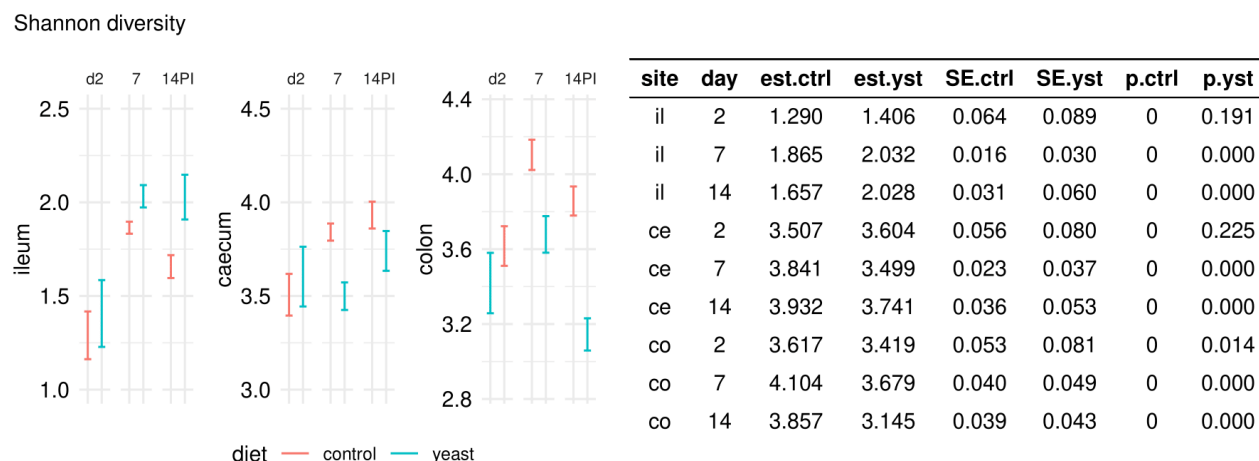 Shannon diversity
d2 7 14PI
2.5
2.0
1.5
1.0
ileum
d2 7 14PI
4.5
4.0
3.5
3.0
caecum
d2 7 14PI
4.4
4.0
3.6
3.2
2.8
colon
diet control yeast
site day est.ctrl est.yst SE.ctrl SE.yst p.ctrl p.yst
il 2 1.290 1.406 0.064 0.089 0 0.191
il 7 1.865 2.032 0.016 0.030 0 0.000
il 14 1.657 2.028 0.031 0.060 0 0.000
ce 2 3.507 3.604 0.056 0.080 0 0.225
ce 7 3.841 3.499 0.023 0.037 0 0.000
ce 14 3.932 3.741 0.036 0.053 0 0.000
co 2 3.617 3.419 0.053 0.081 0 0.014
co 7 4.104 3.679 0.040 0.049 0 0.000
co 14 3.857 3.145 0.039 0.043 0 0.000